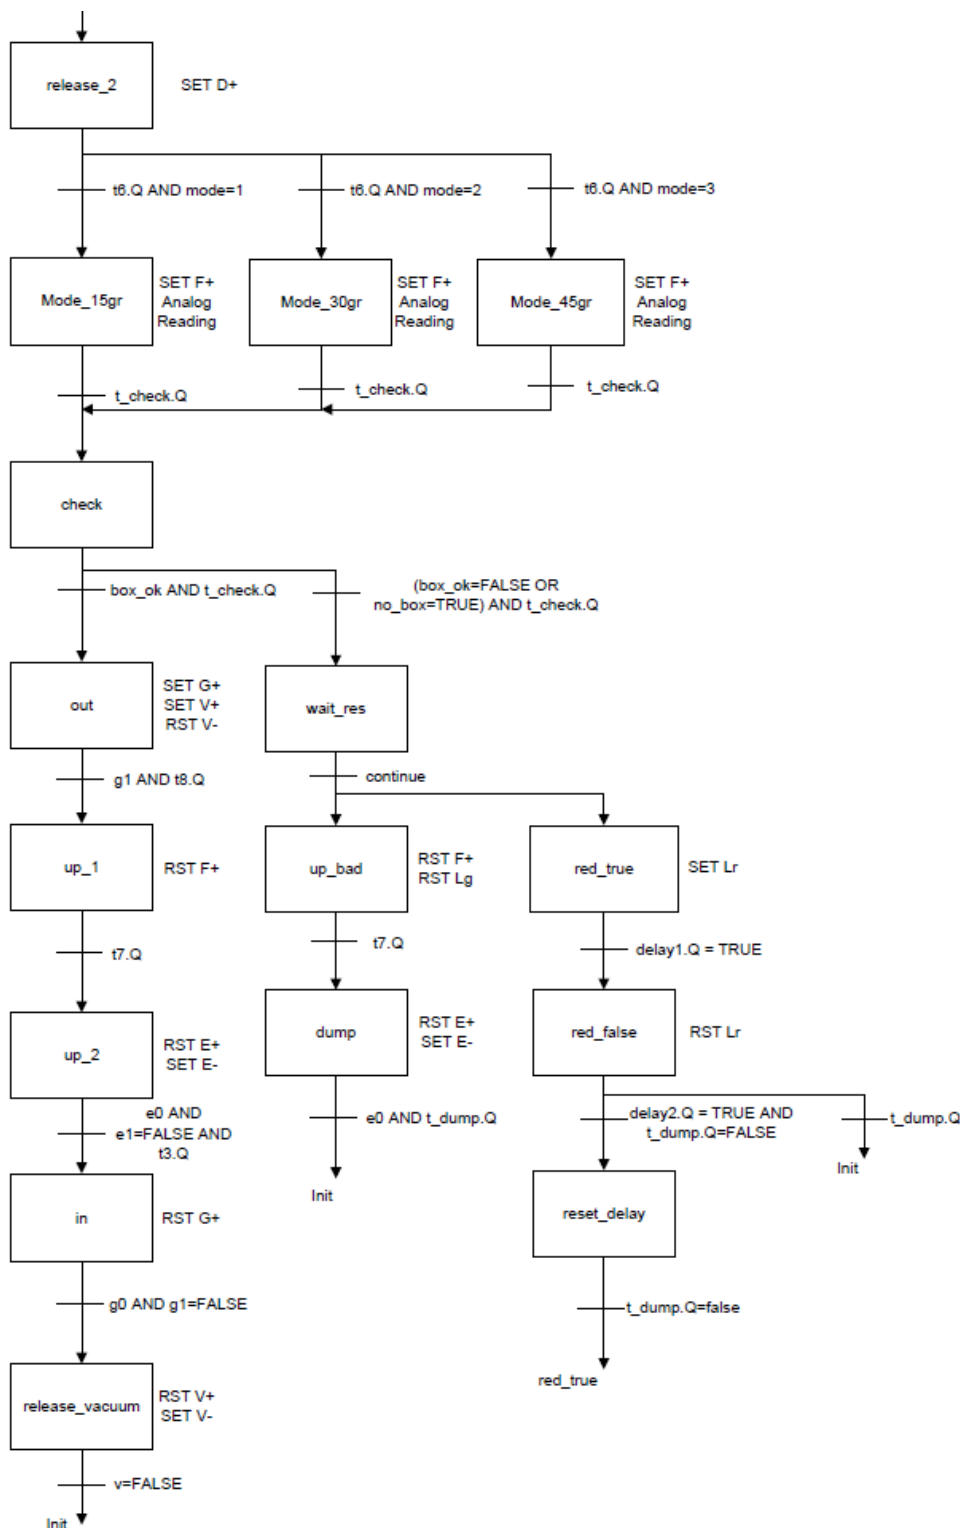 release_2
SET D+
t6.Q AND mode=1
t6.Q AND mode=2
t6.Q AND mode=3
Mode_15gr
SET F+
Analog
Reading
Mode_30gr
SET F+
Analog
Reading
Mode_45gr
SET F+
Analog
Reading
t_check.Q
t_check.Q
t_check.Q
check
box_ok AND t_check.Q
(box_ok=FALSE OR
no_box=TRUE) AND t_check.Q
out
SET G+
SET V+
RST V-
wait_res
g1 AND t8.Q
continue
up_1
RST F+
up_bad
RST F+
RST Lg
red_true
SET Lr
t7.Q
t7.Q
delay1.Q = TRUE
up_2
RST E+
SET E-
dump
RST E+
SET E-
red_false
RST Lr
e0 AND
e1=FALSE AND
t3.Q
e0 AND t_dump.Q
delay2.Q = TRUE AND
t_dump.Q=FALSE
t_dump.Q
Init
Init
in
RST G+
reset_delay
g0 AND g1=FALSE
t_dump.Q=false
red_true
release_vacuum
RST V+
SET V-
v=FALSE
Init